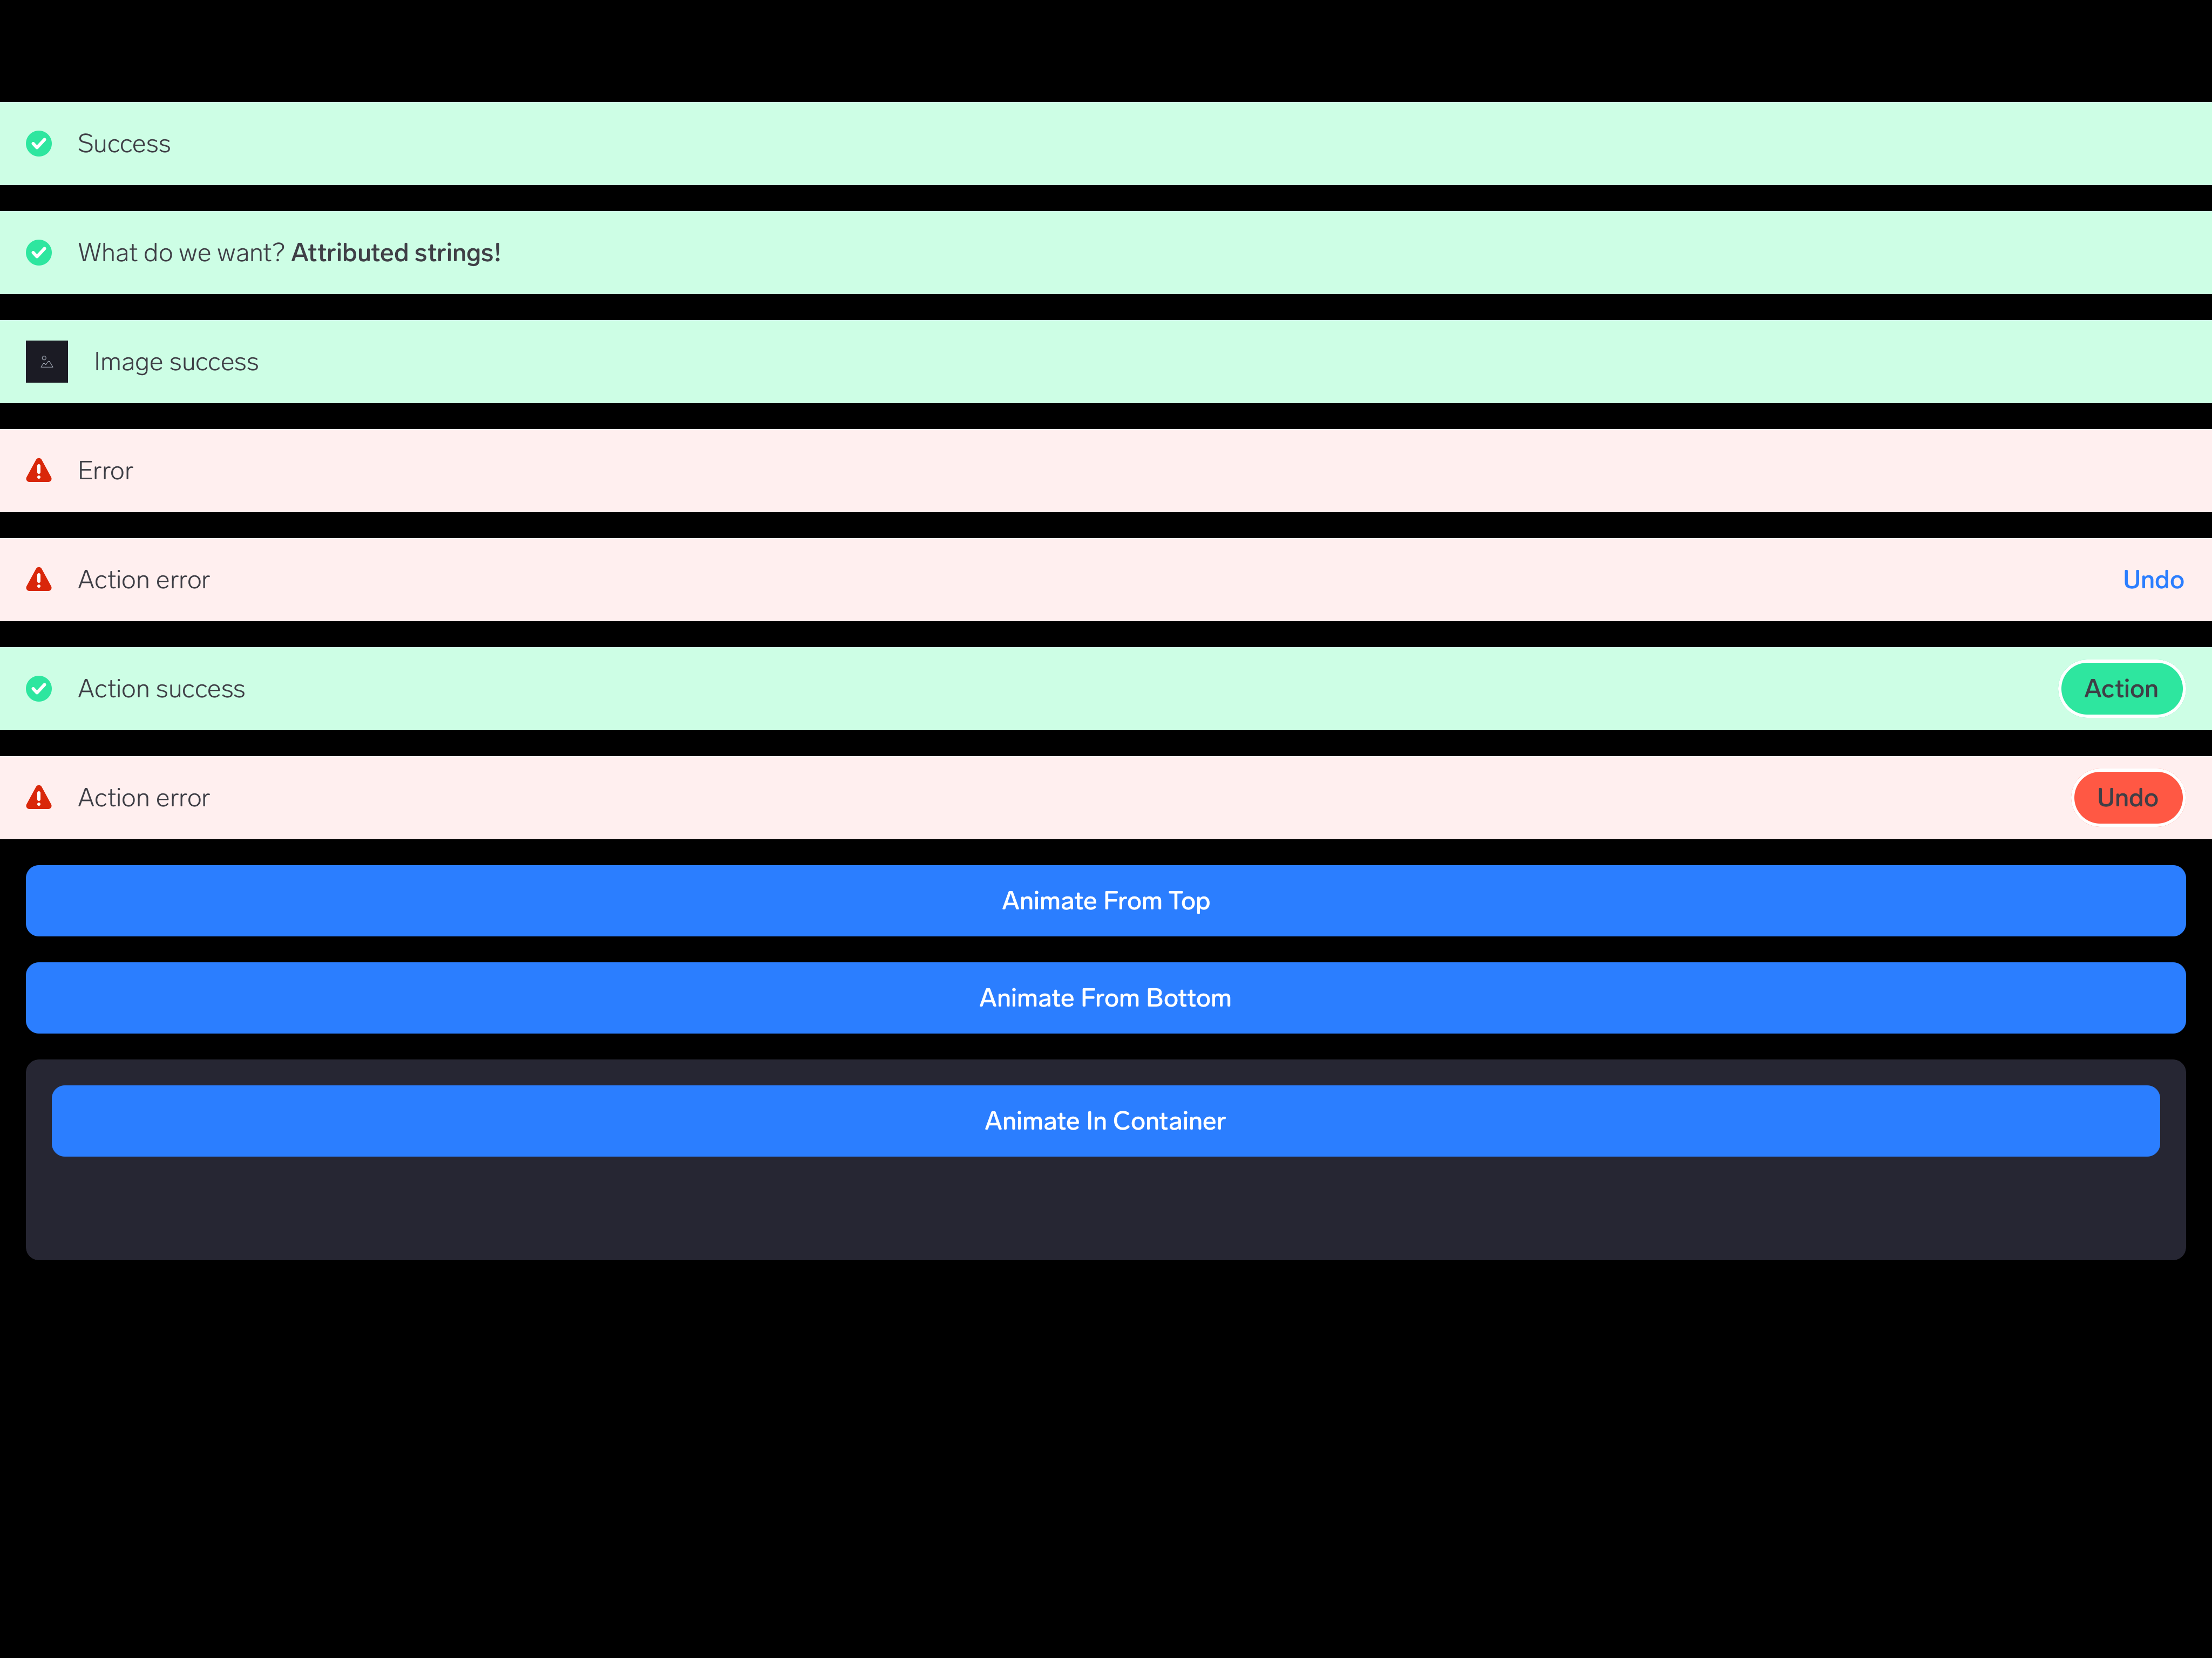 Success
What do we want? Attributed strings!
Image success
Error
Action error Undo
Action success Action
Action error Undo
Animate From Top
Animate From Bottom
Animate In Container